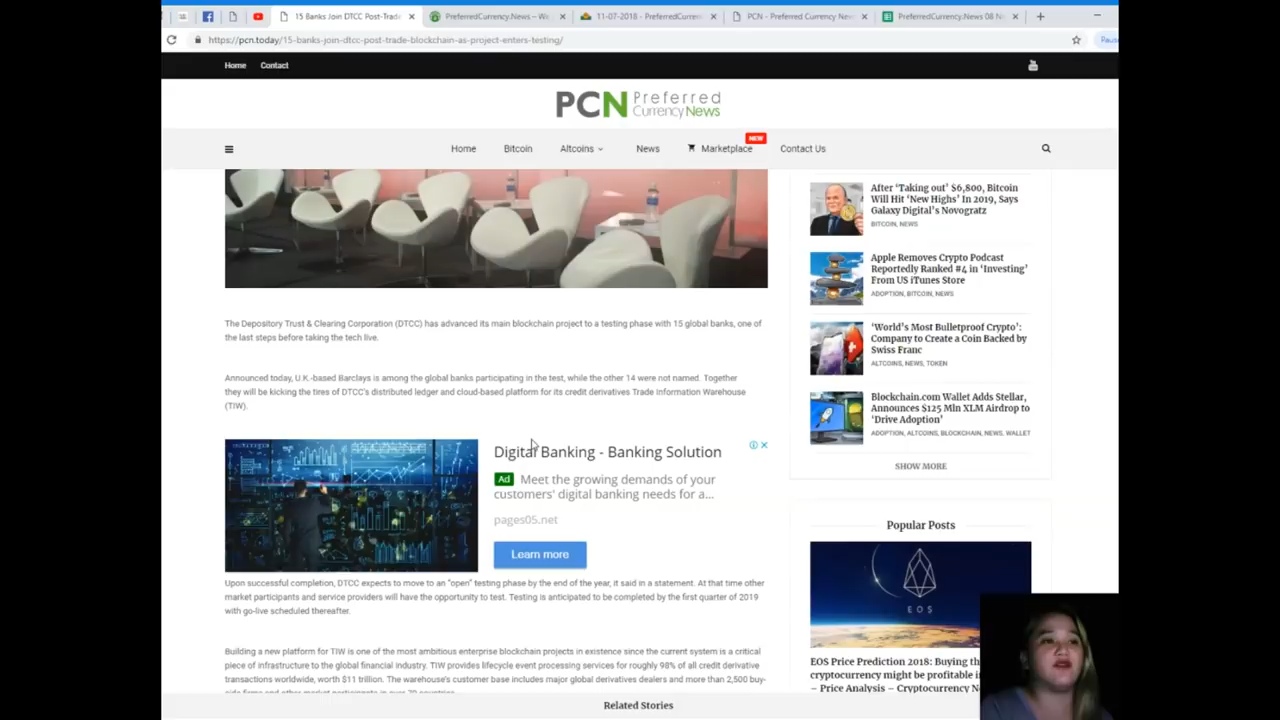 15 Banks Join DTCC Post-Trade
PreferredCurrency.News – We
11-07-2018 - PreferredCurren
PCN - Preferred Currency New
PreferredCurrency.News 08 N
https://pcn.today/15-banks-join-dtcc-post-trade-blockchain-as-project-enters-testing/
Paus
Home Contact
PCN Preferred
CurrencyNews
Home Bitcoin Altcoins News Marketplace NEW Contact Us
The Depository Trust & Clearing Corporation (DTCC) has advanced its main blockchain project to a testing phase with 15 global banks, one of
the last steps before taking the tech live.
Announced today, U.K.-based Barclays is among the global banks participating in the test, while the other 14 were not named. Together
they will be kicking the tires of DTCC's distributed ledger and cloud-based platform for its credit derivatives Trade Information Warehouse
(TIW).
Digital Banking - Banking Solution
Ad Meet the growing demands of your
customers' digital banking needs for a...
pages05.net
Learn more
Upon successful completion, DTCC expects to move to an "open" testing phase by the end of the year, it said in a statement. At that time other
market participants and service providers will have the opportunity to test. Testing is anticipated to be completed by the first quarter of 2019
with go-live scheduled thereafter.
Building a new platform for TIW is one of the most ambitious enterprise blockchain projects in existence since the current system is a critical
piece of infrastructure to the global financial industry. TIW provides lifecycle event processing services for roughly 98% of all credit derivative
transactions worldwide, worth $11 trillion. The warehouse's customer base includes major global derivatives dealers and more than 2,500 buy-
After 'Taking out' $6,800, Bitcoin
Will Hit 'New Highs' In 2019, Says
Galaxy Digital's Novogratz
BITCOIN, NEWS
Apple Removes Crypto Podcast
Reportedly Ranked #4 in 'Investing'
From US iTunes Store
ADOPTION, BITCOIN, NEWS
'World's Most Bulletproof Crypto':
Company to Create a Coin Backed by
Swiss Franc
ALTCOINS, NEWS, TOKEN
Blockchain.com Wallet Adds Stellar,
Announces $125 Mln XLM Airdrop to
'Drive Adoption'
ADOPTION, ALTCOINS, BLOCKCHAIN, NEWS, WALLET
SHOW MORE
Popular Posts
EOS
EOS Price Prediction 2018: Buying th
cryptocurrency might be profitable i
– Price Analysis – Cryptocurrency N
Related Stories